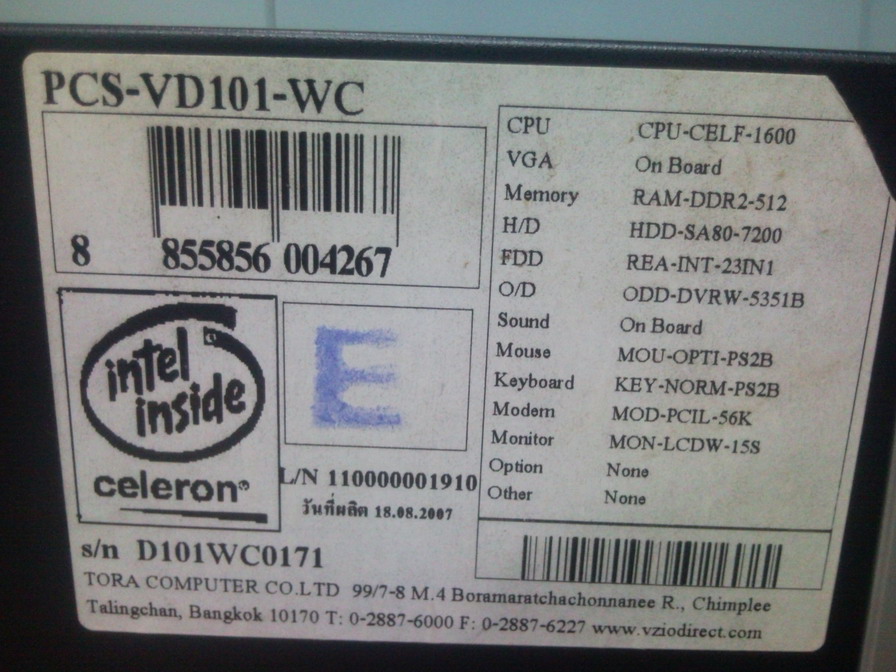 PCS-VD101-WC
8 855856 004267
intel
inside
celeron®
E
L/N 110000001910
วันที่ผลิต 18.08.2007
CPU CPU-CELF-1600
VGA On Board
Memory RAM-DDR2-512
H/D HDD-SA80-7200
FDD REA-INT-23IN1
O/D ODD-DVRW-5351B
Sound On Board
Mouse MOU-OPTI-PS2B
Keyboard KEY-NORM-PS2B
Modem MOD-PCIL-56K
Monitor MON-LCDW-15S
Option None
Other None
s/n D101WC0171
TORA COMPUTER CO.LTD 99/7-8 M.4 Boramaratchachonnanee R., Chimplee
Talingchan, Bangkok 10170 T: 0-2887-6000 F: 0-2887-6227 www.vziodirect.com